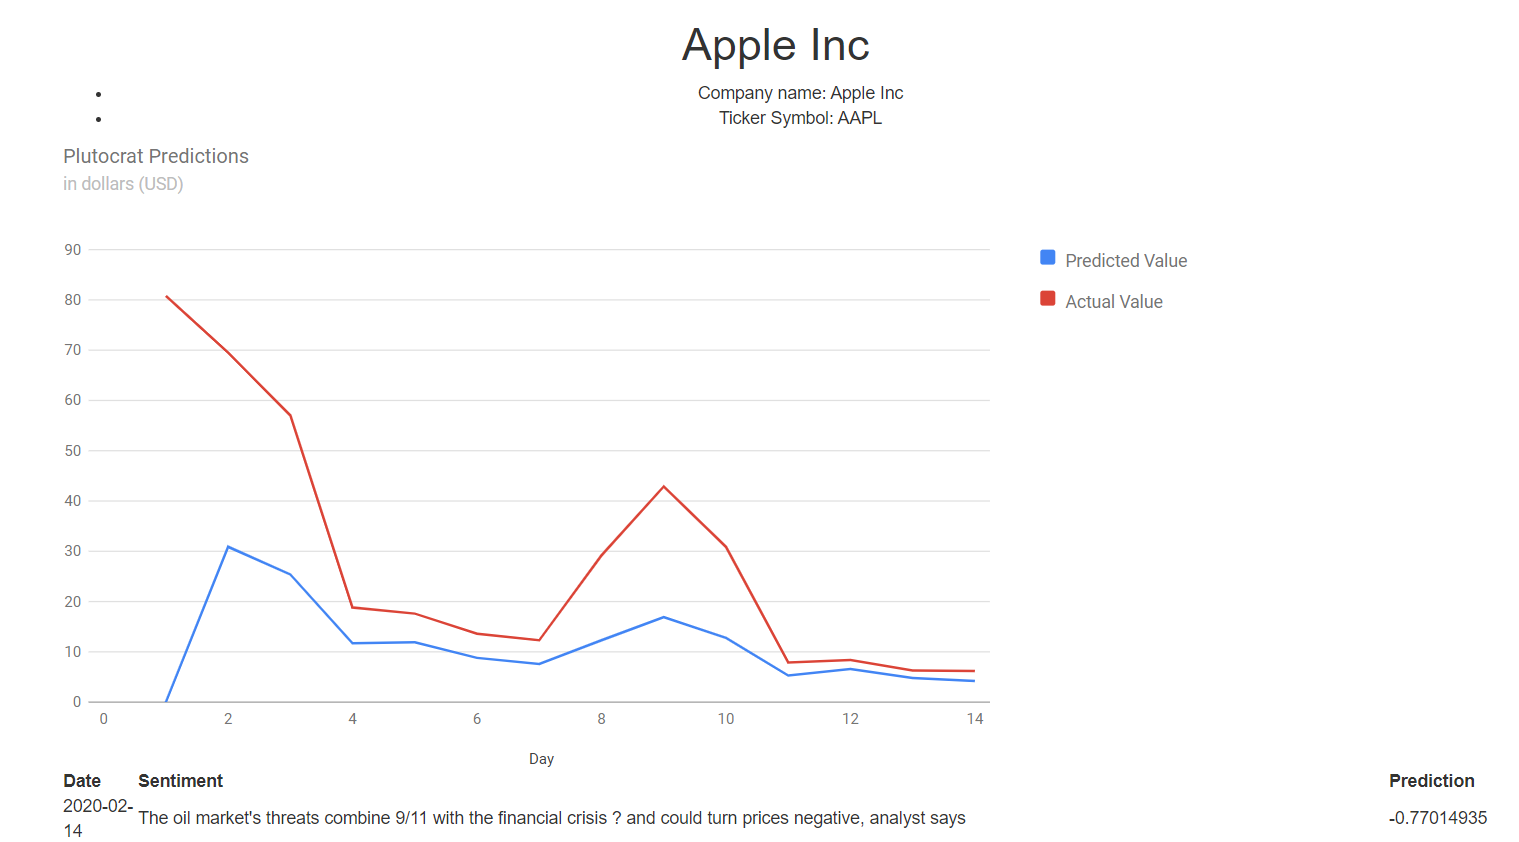 Apple Inc
• Company name: Apple Inc
• Ticker Symbol: AAPL
Plutocrat Predictions
in dollars (USD)
90
80
70
60
50
40
30
20
10
0
Predicted Value
Actual Value
0 2 4 6 8 10 12 14
Day
Date Sentiment Prediction
2020-02-
14
The oil market's threats combine 9/11 with the financial crisis ? and could turn prices negative, analyst says
-0.77014935